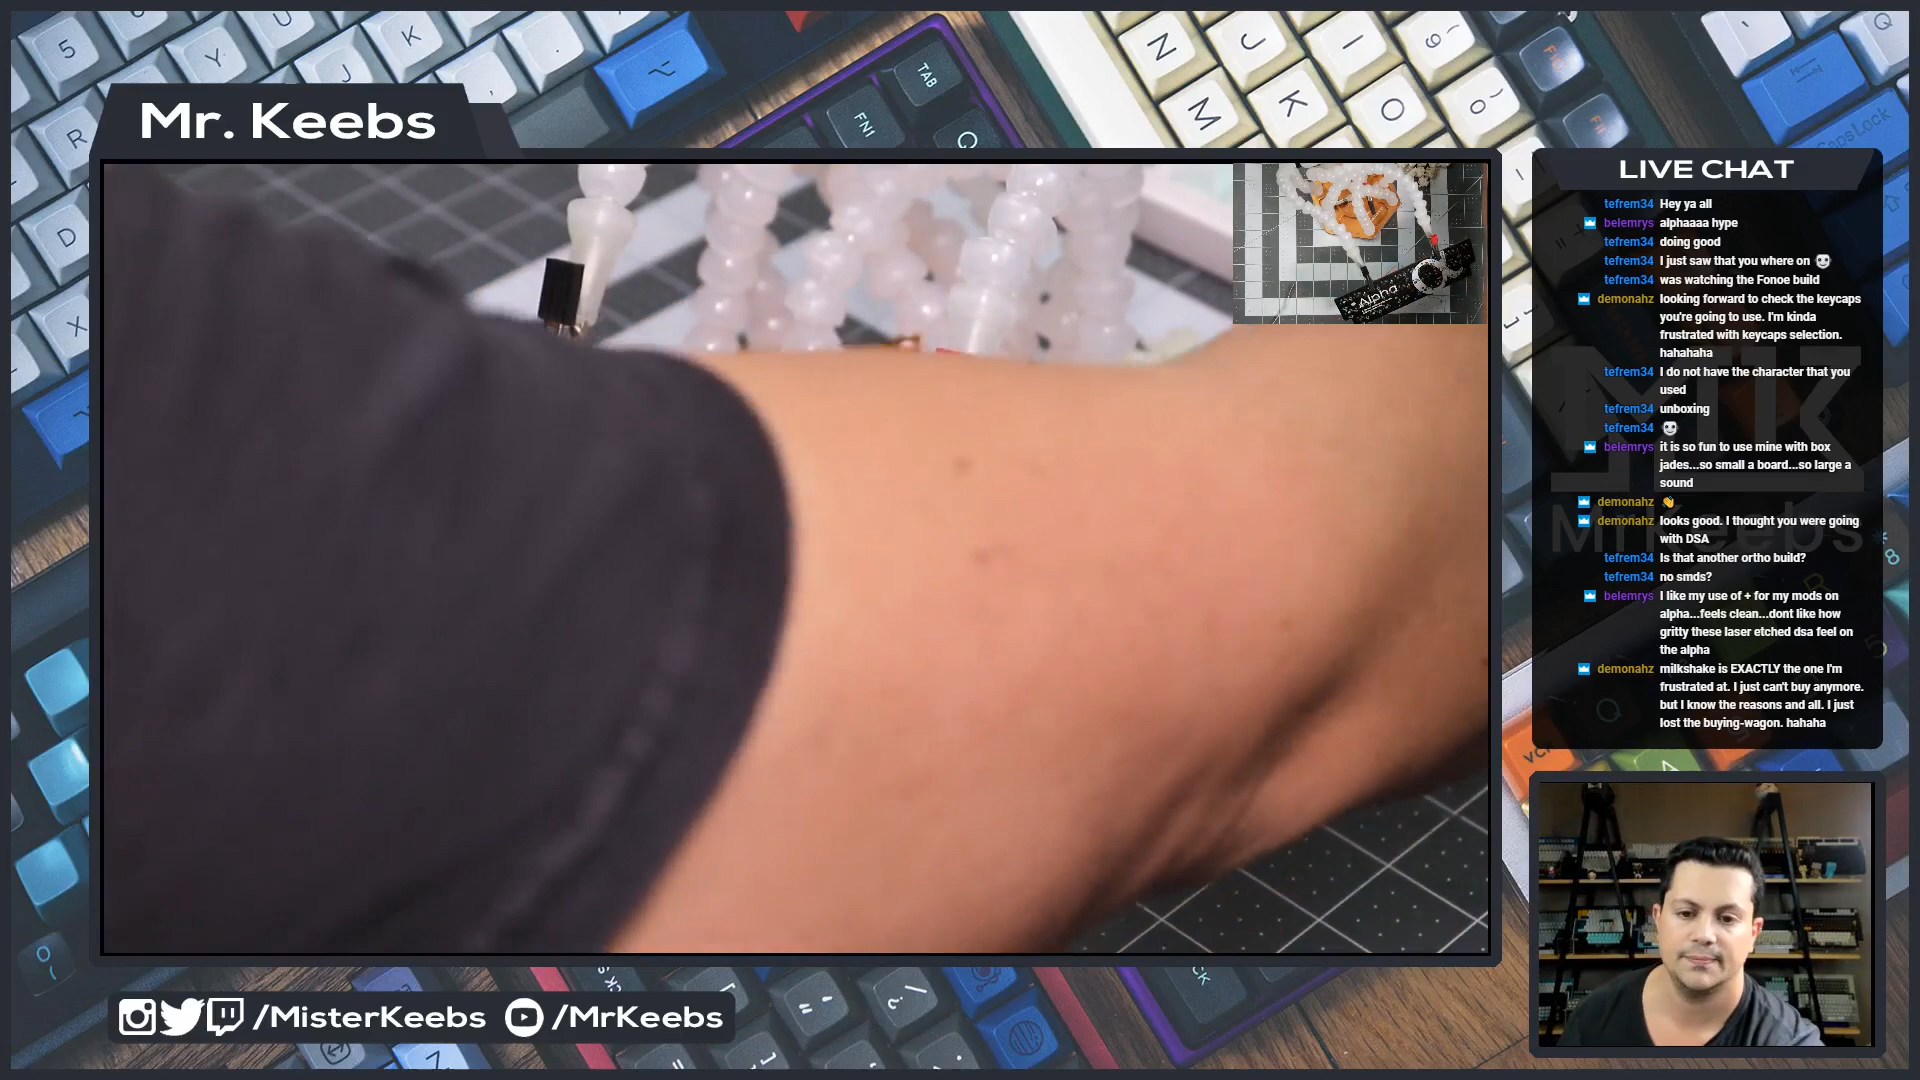 Mr. Keebs
LIVE CHAT
tefrem34 Hey ya all
belemrys alphaaaa hype
tefrem34 doing good
tefrem34 I just saw that you where on
tefrem34 was watching the Fonoe build
demonahz looking forward to check the keycaps
you're going to use. I'm kinda
frustrated with keycaps selection.
hahahaha
tefrem34 I do not have the character that you
used
tefrem34 unboxing
tefrem34
belemrys it is so fun to use mine with box
jades...so small a board...so large a
sound
demonahz
demonahz looks good. I thought you were going
with DSA
tefrem34 Is that another ortho build?
tefrem34 no smds?
belemrys I like my use of + for my mods on
alpha...feels clean...dont like how
gritty these laser etched dsa feel on
the alpha
demonahz milkshake is EXACTLY the one I'm
frustrated at. I just can't buy anymore.
but I know the reasons and all. I just
lost the buying-wagon. hahaha
MK
MrKeebs
Alpha
/MisterKeebs /MrKeebs
5
Y
U
K
J
R
D
X
TAB
FN1
N
M
J
K
I
O
Q
CapsLock
Z